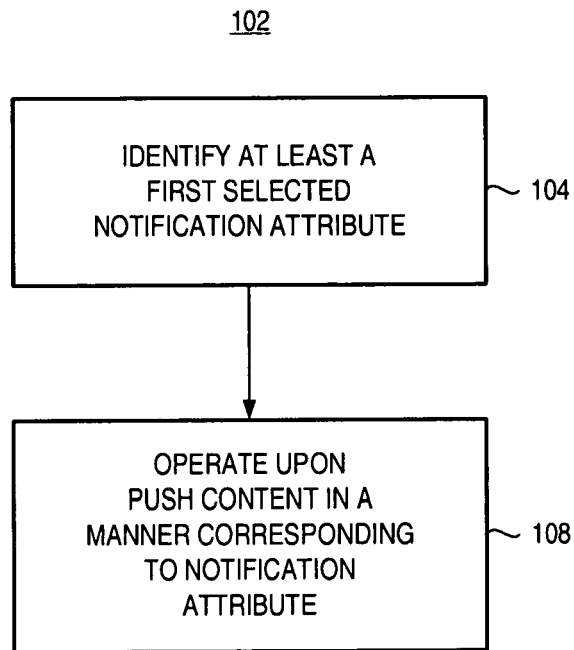 102
IDENTIFY AT LEAST A
FIRST SELECTED
NOTIFICATION ATTRIBUTE
104
OPERATE UPON
PUSH CONTENT IN A
MANNER CORRESPONDING
TO NOTIFICATION
ATTRIBUTE
108